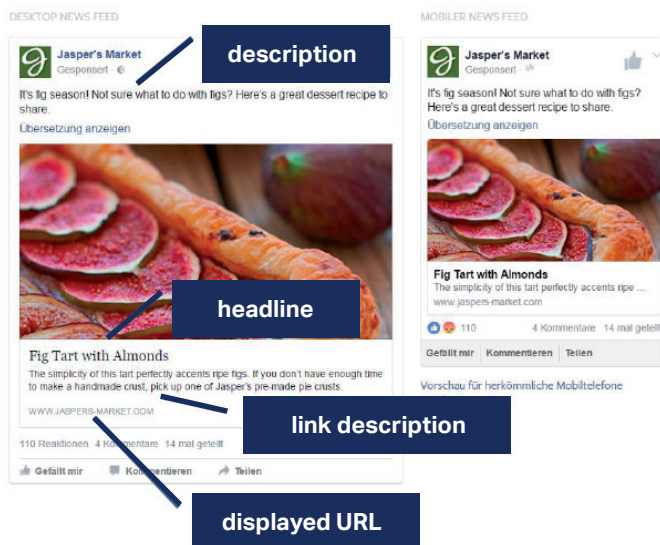 DESKTOP NEWS FEED
Jasper's Market
Gesponsert
description
It's fig season! Not sure what to do with figs? Here's a great dessert recipe to
share.
Übersetzung anzeigen
headline
Fig Tart with Almonds
The simplicity of this tart perfectly accents ripe figs. If you don't have enough time
to make a handmade crust, pick up one of Jasper's pre-made pie crusts.
link description
WWW.JASPERS-MARKET.COM
110 Reaktionen 4 Kommentare 14 mal geteilt
Gefällt mir Kommentieren Teilen
displayed URL
MOBILER NEWS FEED
Jasper's Market
Gesponsert
It's fig season! Not sure what to do with figs?
Here's a great dessert recipe to share.
Übersetzung anzeigen
Fig Tart with Almonds
The simplicity of this tart perfectly accents ripe ...
www.jaspers-market.com
110 4 Kommentare 14 mal geteilt
Gefällt mir Kommentieren Teilen
Vorschau für herkömmliche Mobiltelefone